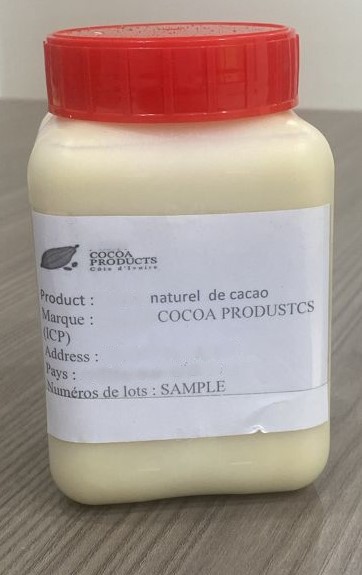 COCOA
PRODUCTS
Côte d'Ivoire
Product : naturel de cacao
Marque : COCOA PRODUSTCS
(ICP)
Address :
Pays :
Numéros de lots : SAMPLE